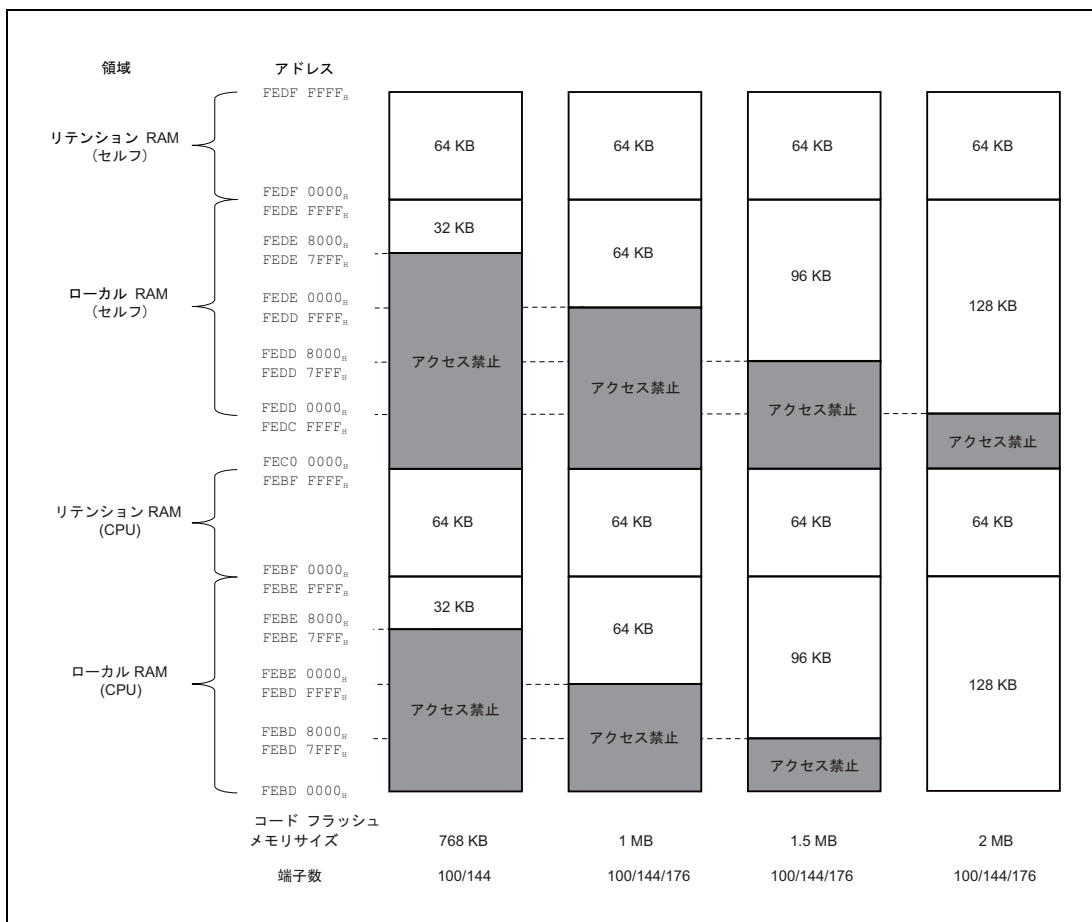 領域
アドレス
FEDF FFFFH
リテンション RAM
(セルフ)
64 KB
64 KB
64 KB
64 KB
FEDF 0000H
FEDE FFFFH
32 KB
FEDE 8000H
FEDE 7FFFH
64 KB
96 KB
ローカル RAM
(セルフ)
FEDE 0000H
FEDD FFFFH
128 KB
アクセス禁止
FEDD 8000H
FEDD 7FFFH
アクセス禁止
アクセス禁止
FEDD 0000H
FEDC FFFFH
アクセス禁止
FEC0 0000H
FEBF FFFFH
リテンション RAM
(CPU)
64 KB
64 KB
64 KB
64 KB
FEBF 0000H
FEBE FFFFH
32 KB
FEBE 8000H
FEBE 7FFFH
64 KB
96 KB
ローカル RAM
(CPU)
FEBE 0000H
FEBD FFFFH
128 KB
アクセス禁止
FEBD 8000H
FEBD 7FFFH
アクセス禁止
アクセス禁止
FEBD 0000H
コード フラッシュ
メモリサイズ
768 KB
1 MB
1.5 MB
2 MB
端子数
100/144
100/144/176
100/144/176
100/144/176